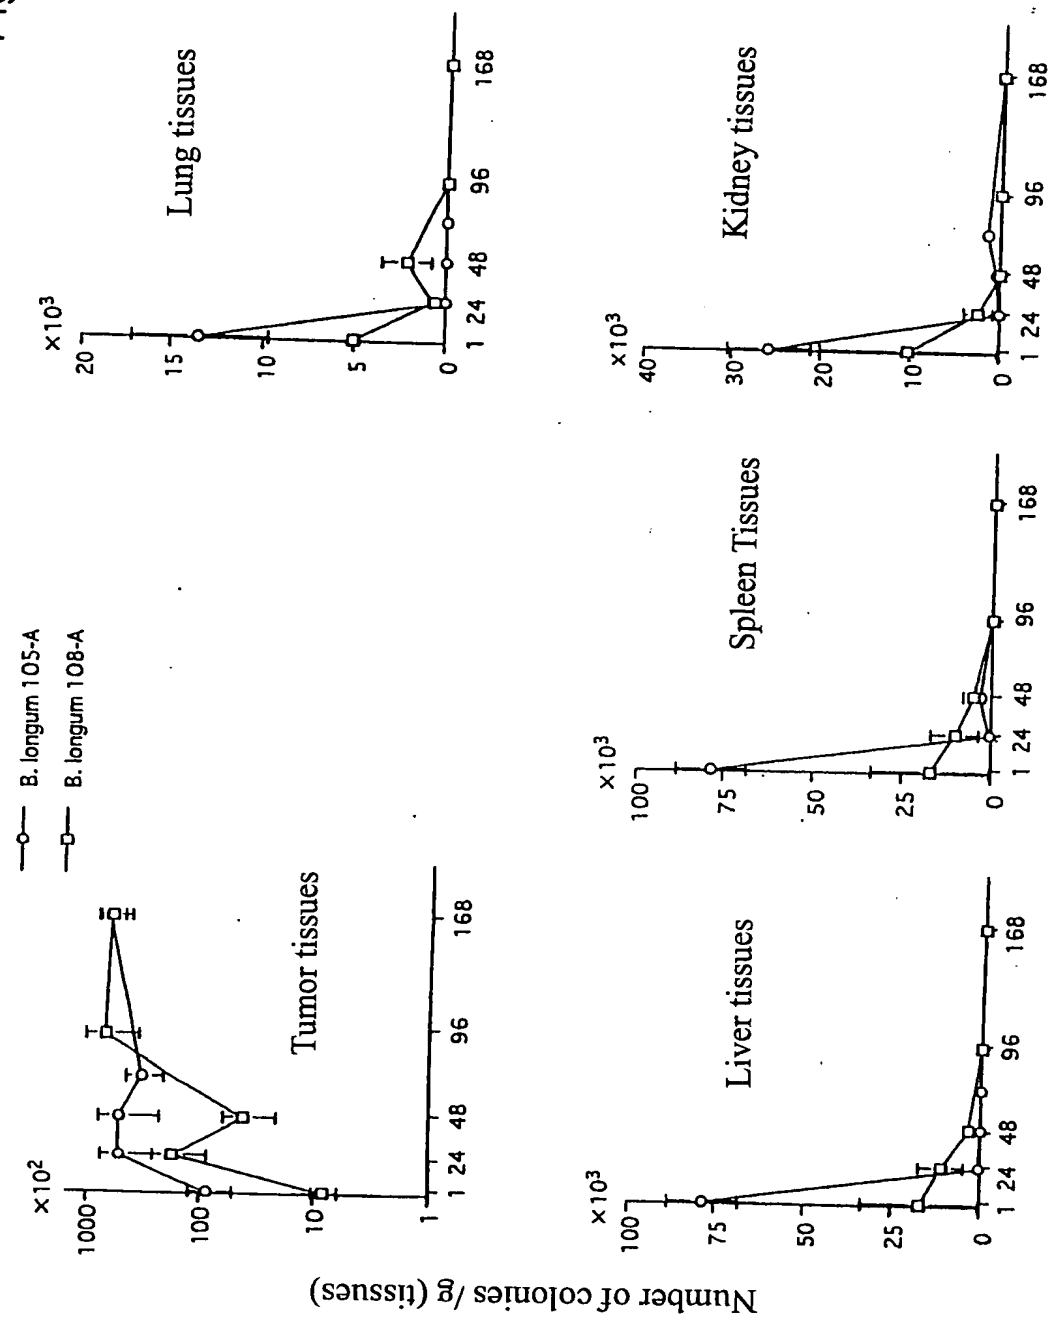 B. longum 105-A
B. longum 108-A
Number of colonies /g (tissues)
×10²
1000
100
10
1
1 24 48 96 168
Tumor tissues
×10³
20
15
10
5
0
1 24 48 96 168
Lung tissues
×10³
100
75
50
25
0
1 24 48 96 168
Liver tissues
×10³
100
75
50
25
0
1 24 48 96 168
Spleen Tissues
×10³
40
30
20
10
0
1 24 48 96 168
Kidney tissues